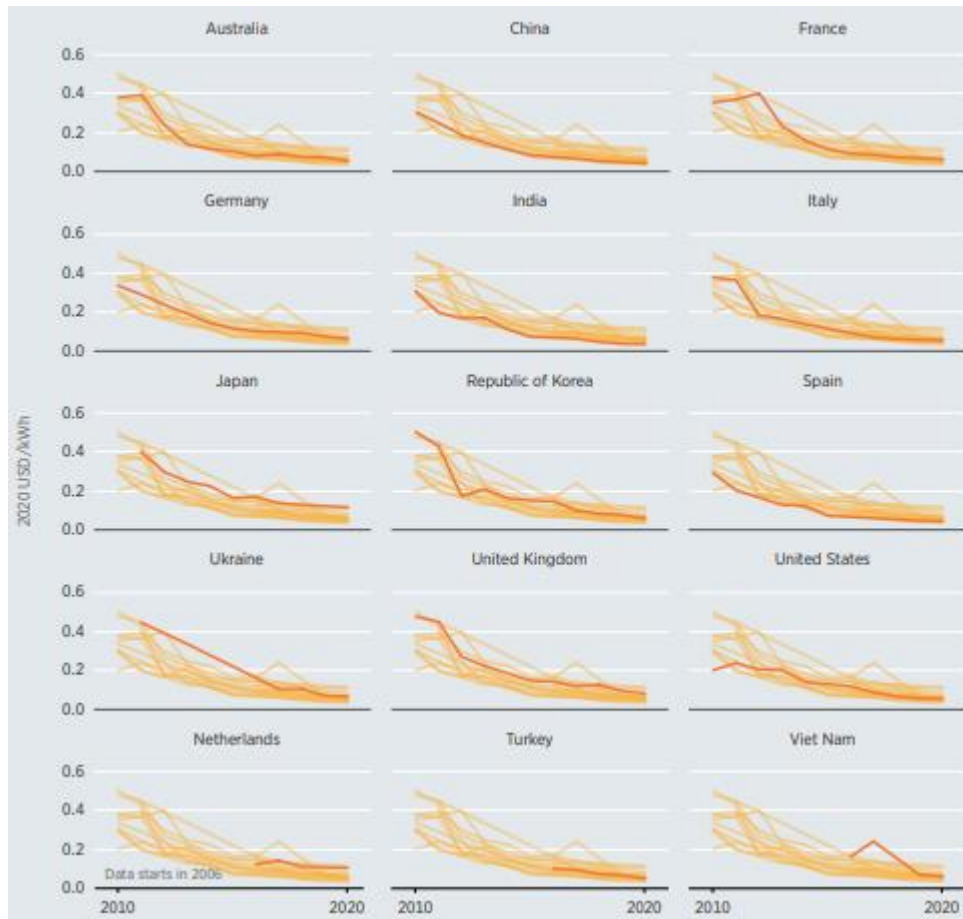 Australia China France
0.6
0.4
0.2
0.0
Germany India Italy
0.6
0.4
0.2
0.0
Japan Republic of Korea Spain
0.6
0.4
0.2
0.0
2020 USD/kWh
Ukraine United Kingdom United States
0.6
0.4
0.2
0.0
Netherlands Turkey Viet Nam
0.6
0.4
0.2
Data starts in 2006
0.0
2010 2020 2010 2020 2010 2020